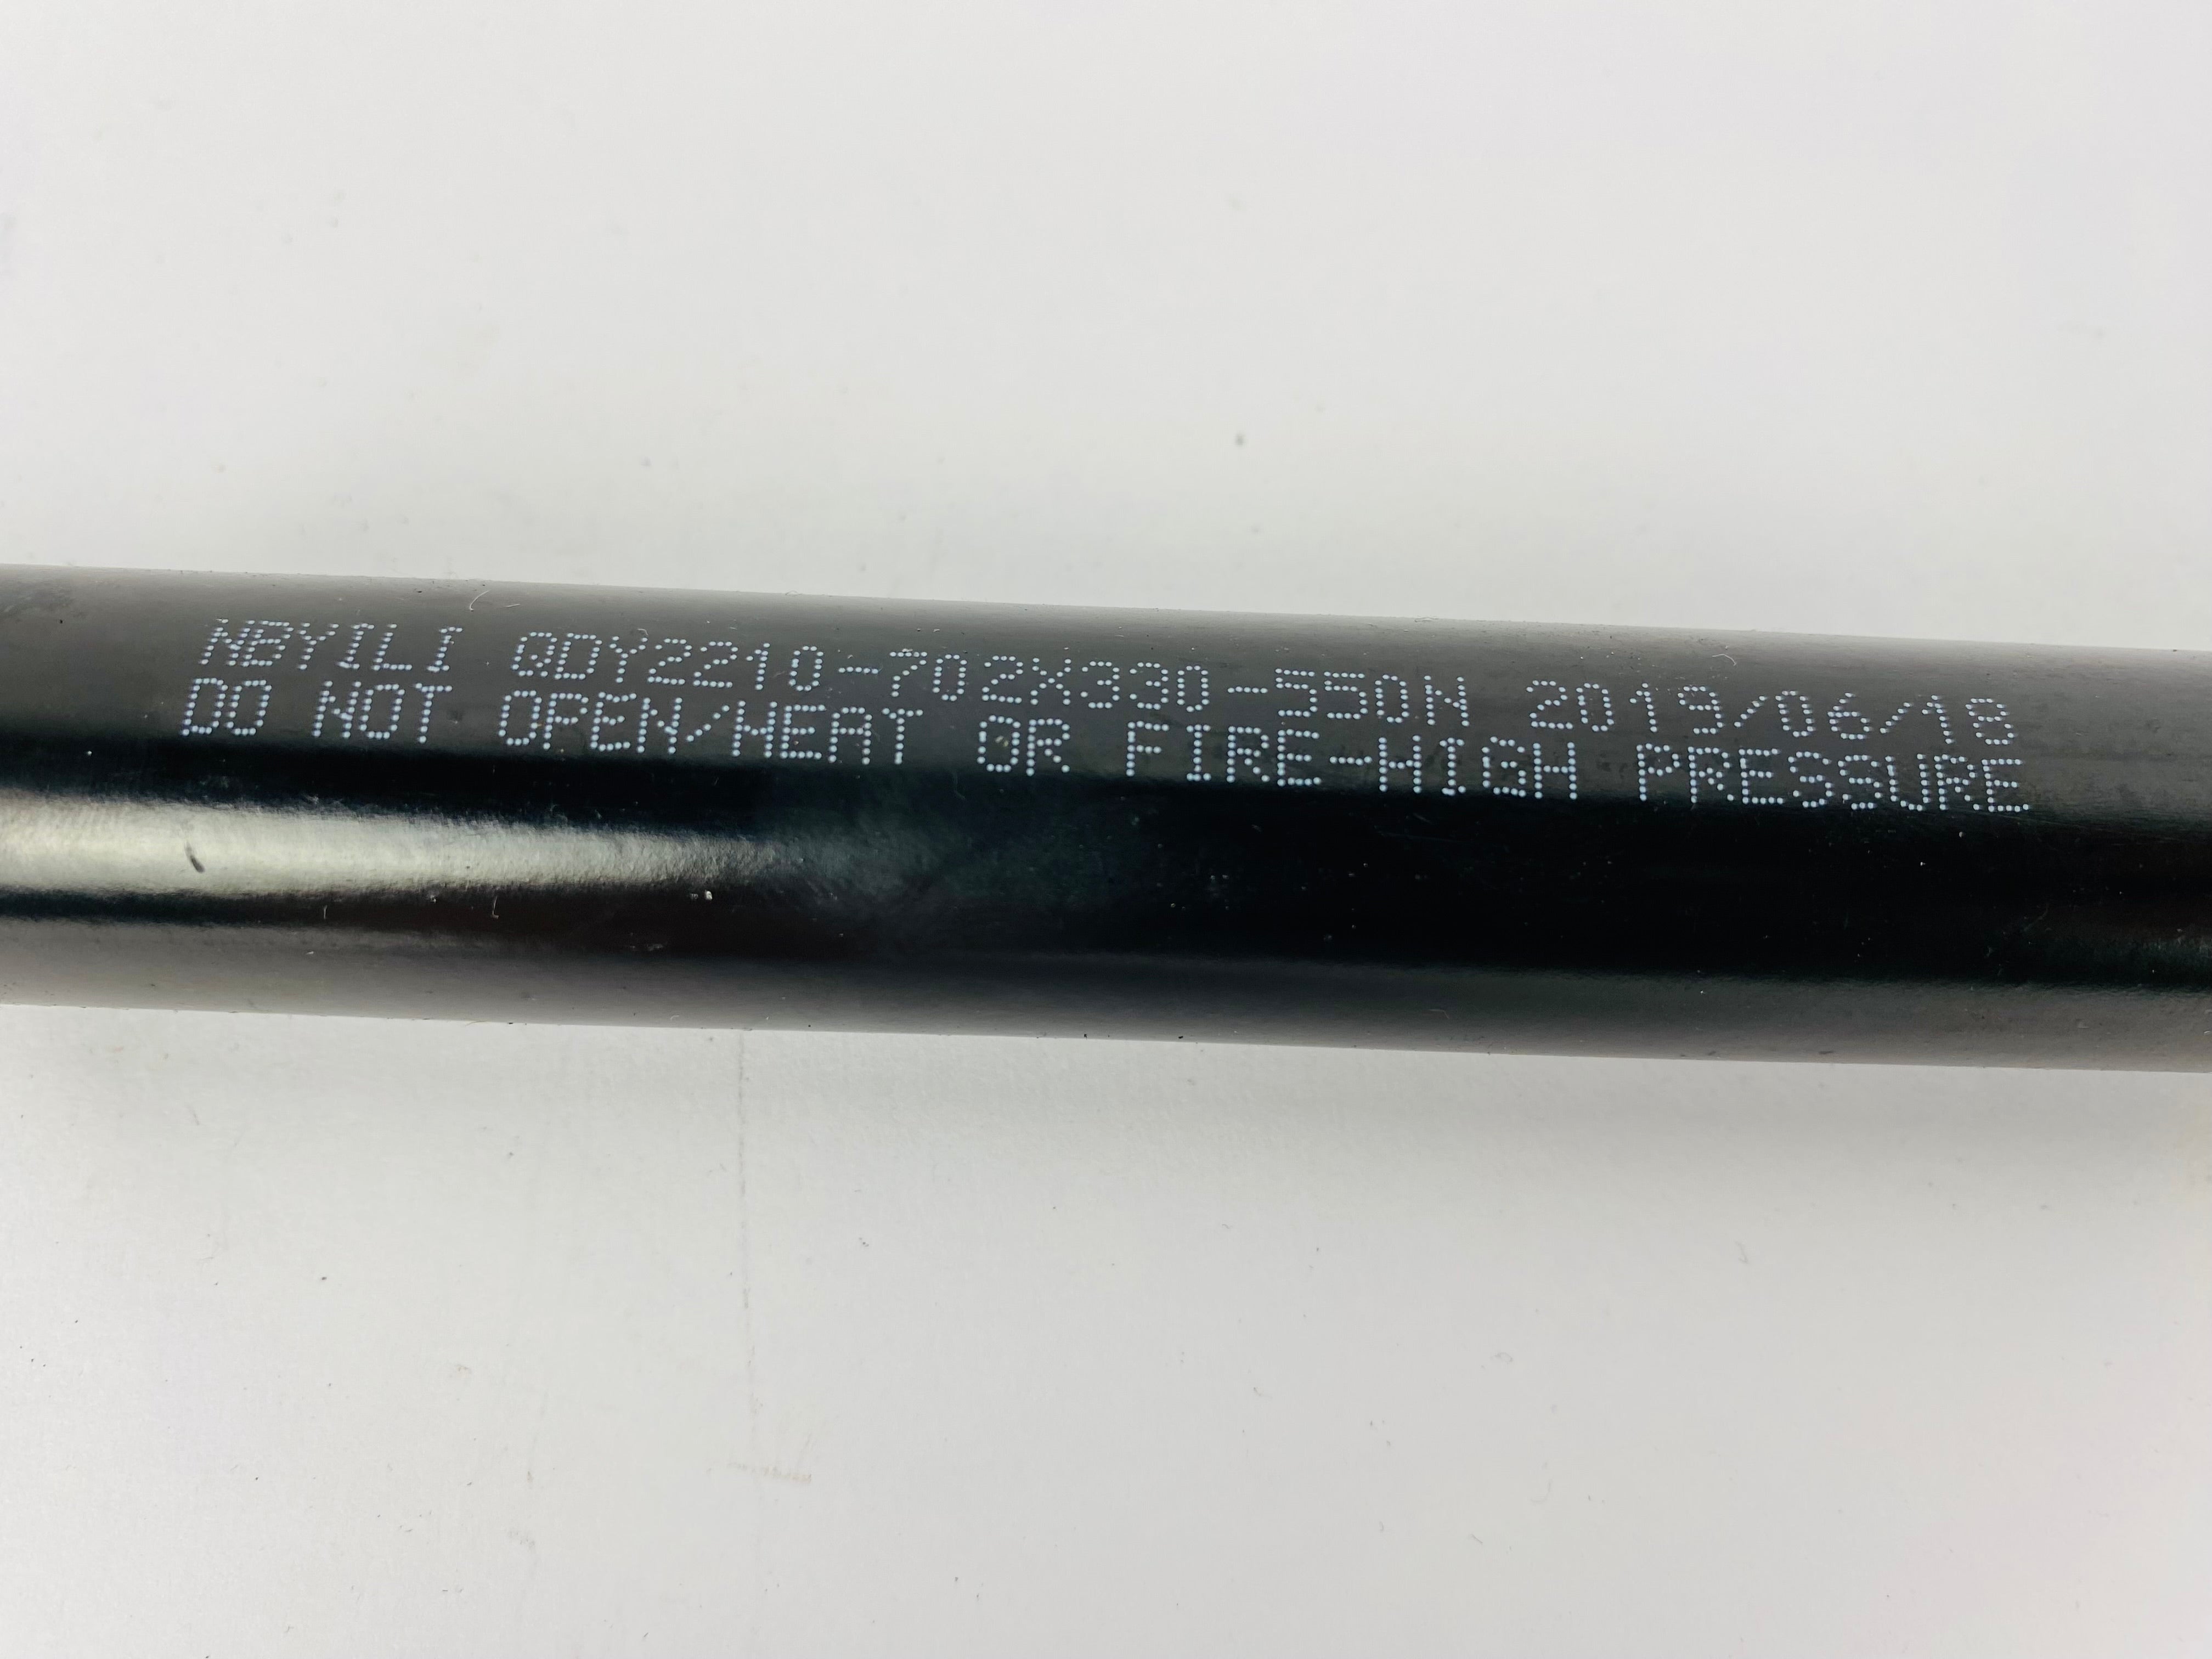 NBYILI QDY2210-702X330-550N 2019/06/18
DO NOT OPEN/HEAT OR FIRE-HIGH PRESSURE